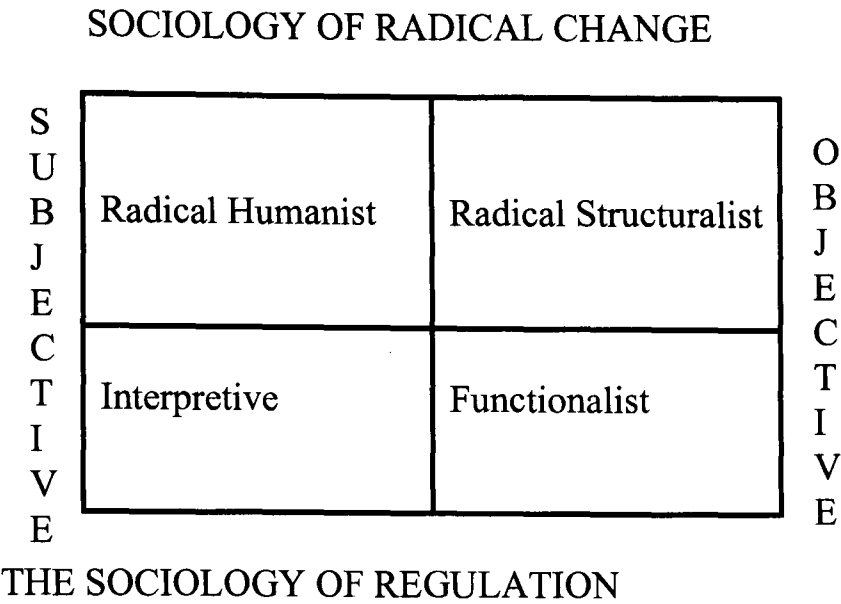 SOCIOLOGY OF RADICAL CHANGE
SUBJECTIVE
Radical Humanist
Radical Structuralist
OBJECTIVE
Interpretive
Functionalist
THE SOCIOLOGY OF REGULATION